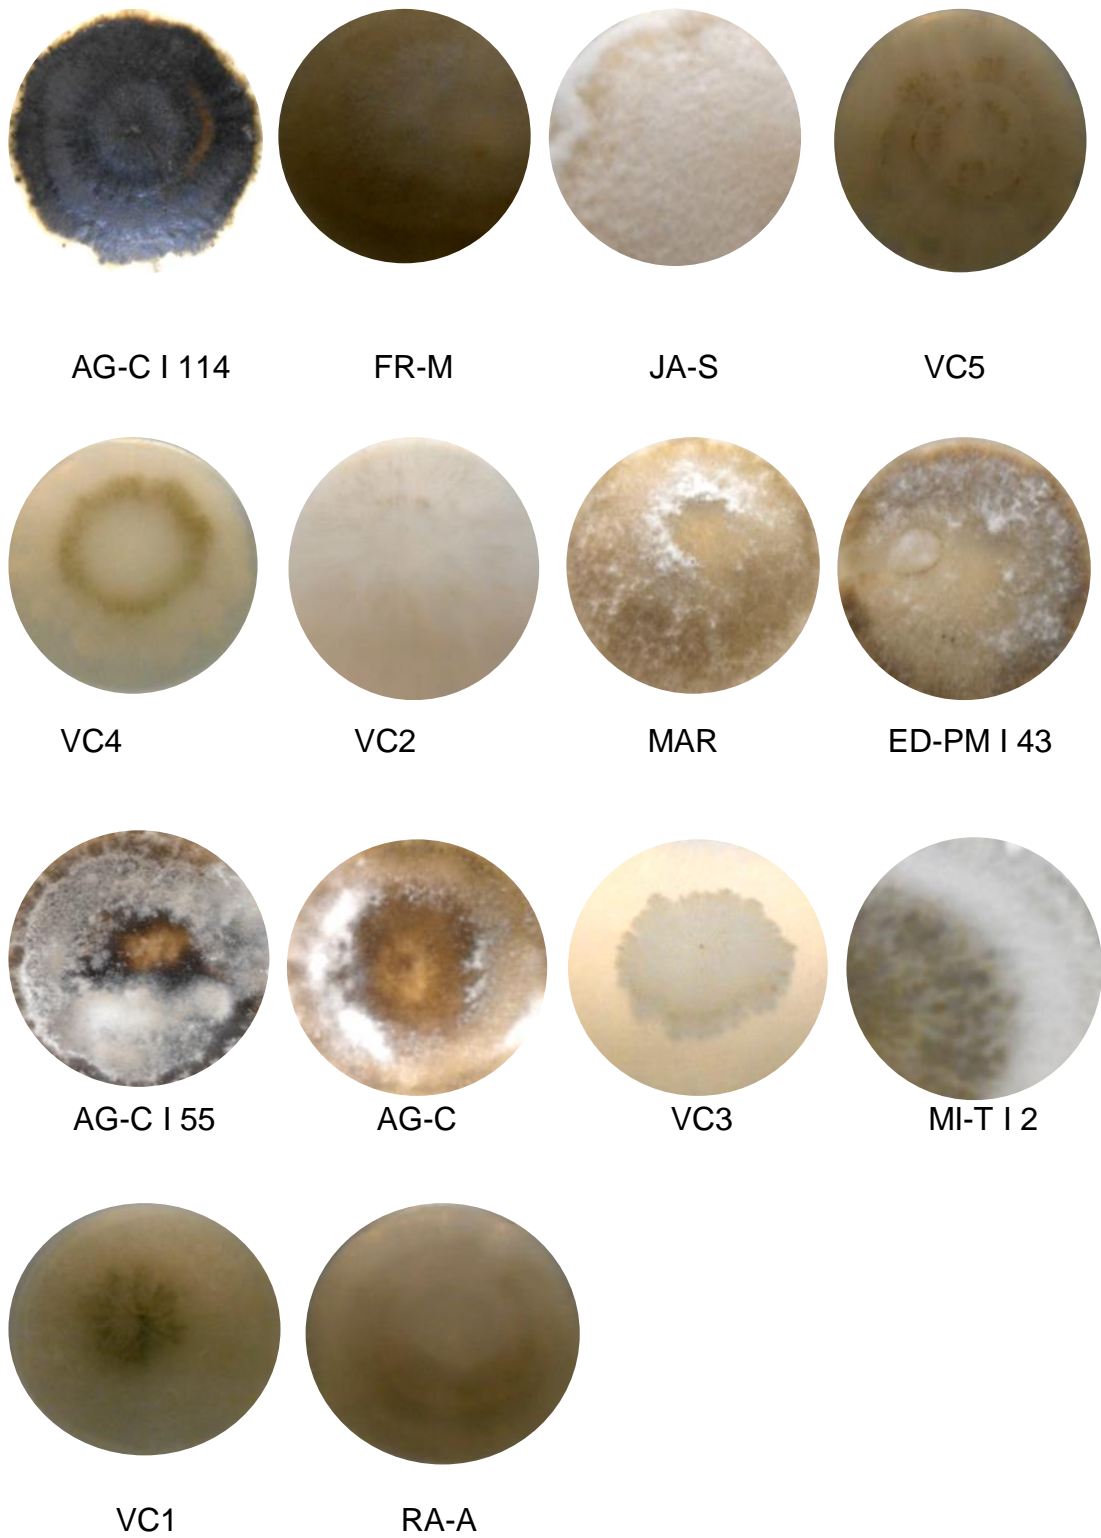 AG-C I 114 FR-M JA-S VC5
VC4 VC2 MAR ED-PM I 43
AG-C I 55 AG-C VC3 MI-T I 2
VC1 RA-A